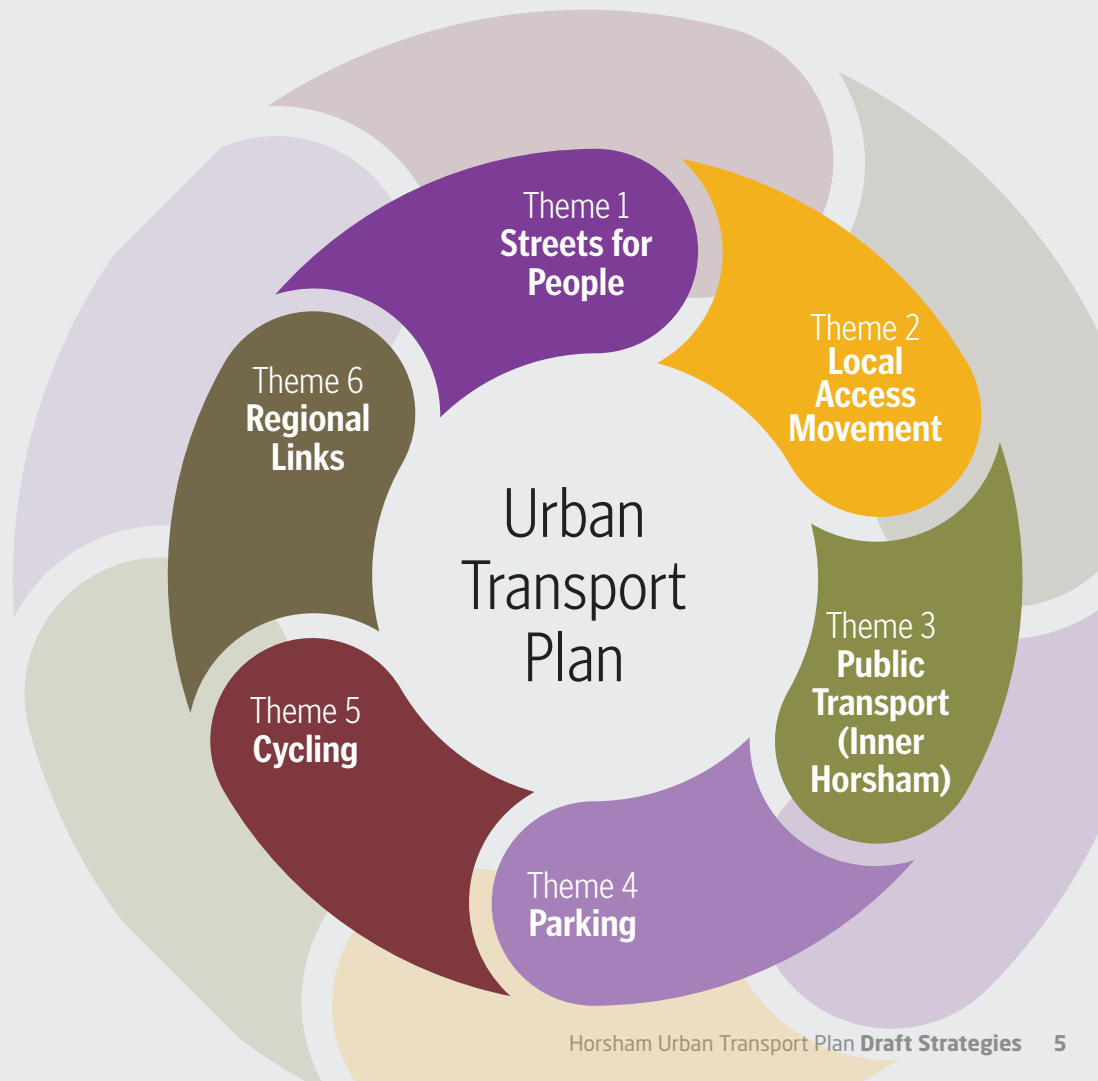 Theme 1
Streets for
People
Theme 2
Local
Access
Movement
Theme 3
Public
Transport
(Inner
Horsham)
Theme 4
Parking
Theme 5
Cycling
Theme 6
Regional
Links
Urban
Transport
Plan
Horsham Urban Transport Plan Draft Strategies 5